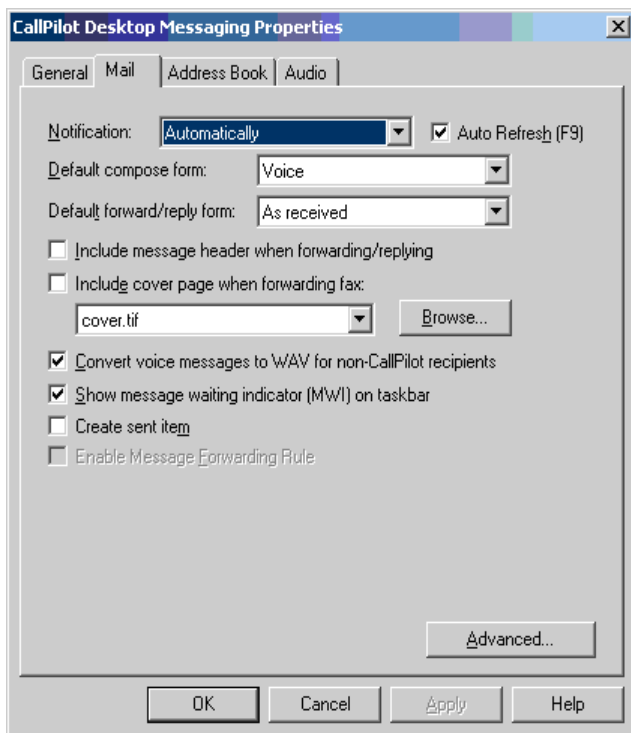 CallPilot Desktop Messaging Properties
General Mail Address Book Audio
Notification: Automatically Auto Refresh (F9)
Default compose form: Voice
Default forward/reply form: As received
Include message header when forwarding/replying
Include cover page when forwarding fax:
cover.tif Browse...
Convert voice messages to WAV for non-CallPilot recipients
Show message waiting indicator (MWI) on taskbar
Create sent item
Enable Message Forwarding Rule
Advanced...
OK Cancel Apply Help